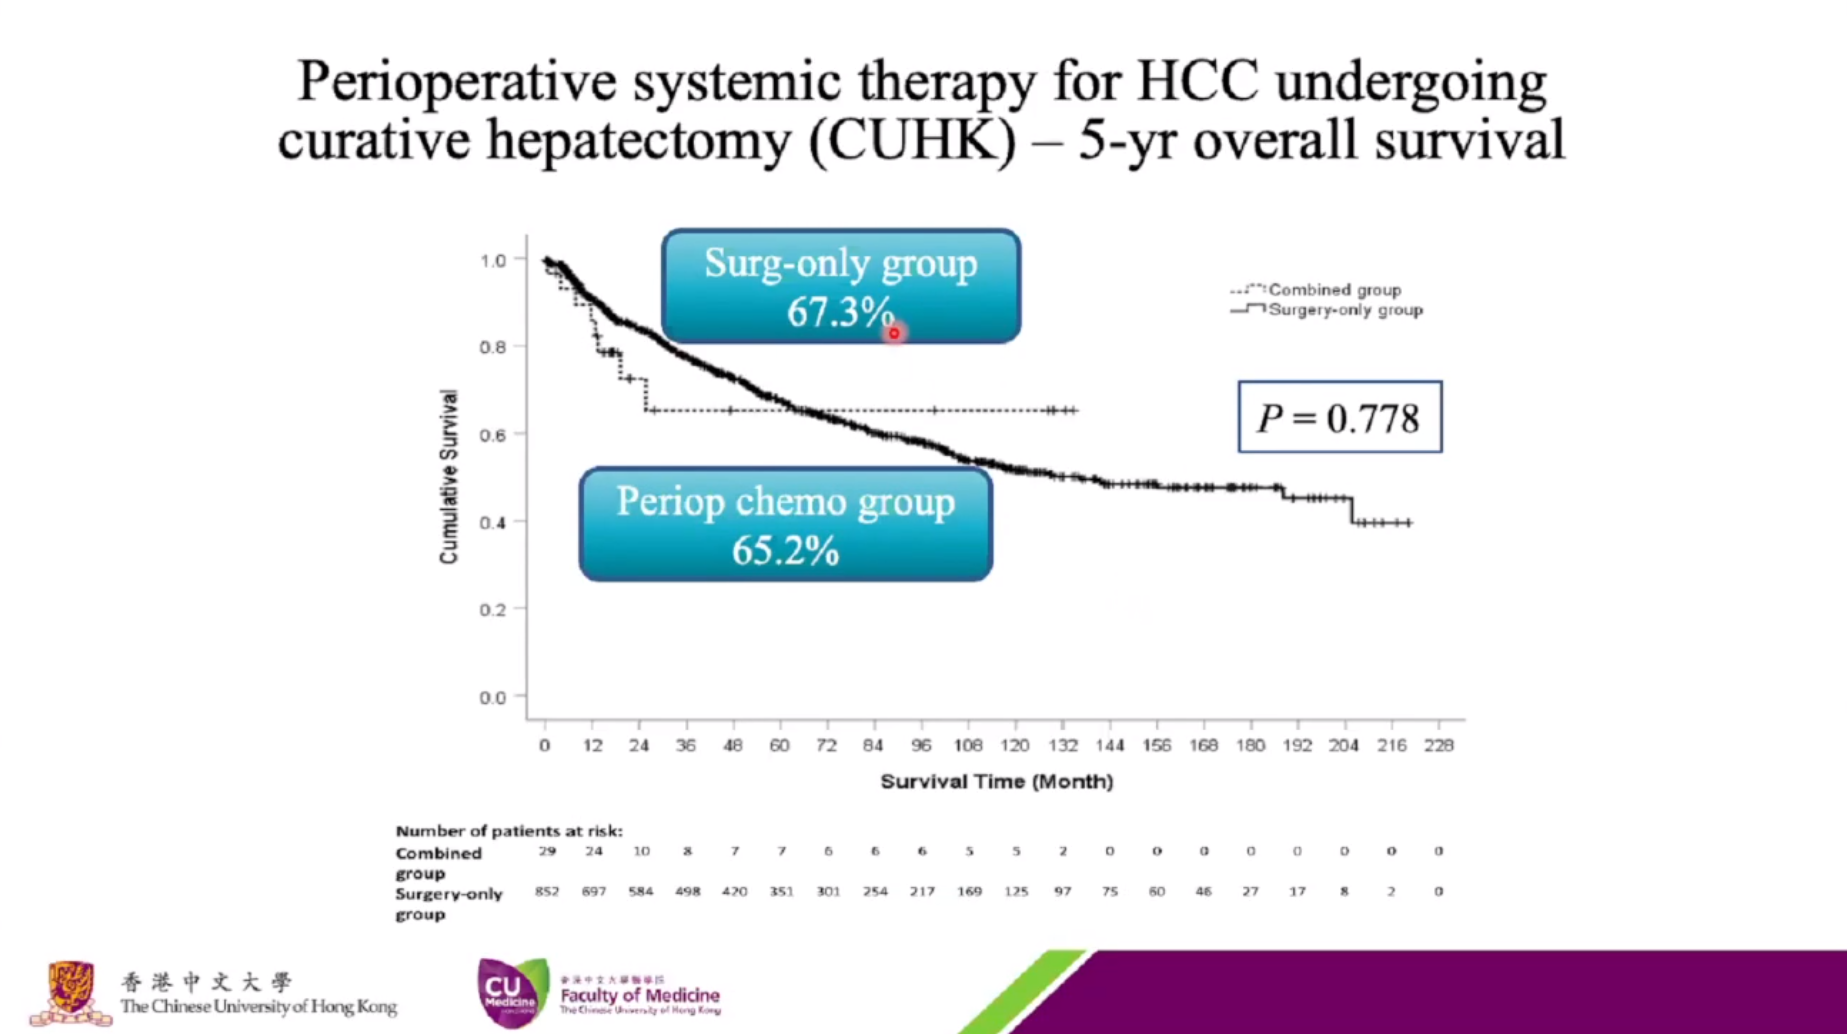 Perioperative systemic therapy for HCC undergoing
curative hepatectomy (CUHK) – 5-yr overall survival
Surg-only group
67.3%
Combined group
Surgery-only group
P = 0.778
Periop chemo group
65.2%
Cumulative Survival
1.0
0.8
0.6
0.4
0.2
0.0
0 12 24 36 48 60 72 84 96 108 120 132 144 156 168 180 192 204 216 228
Survival Time (Month)
Number of patients at risk:
Combined group 29 24 10 8 7 7 6 6 6 5 5 2 0 0 0 0 0 0 0 0
Surgery-only group 852 697 584 498 420 351 301 254 217 169 125 97 75 60 46 27 17 8 2 0
香港中文大學
The Chinese University of Hong Kong
CU
Medicine
HONG KONG
香港中文大學醫學院
Faculty of Medicine
The Chinese University of Hong Kong